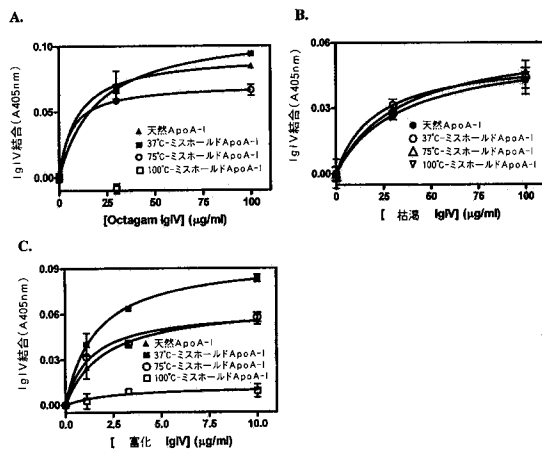 A.
IgIV結合(A405nm)
0.10
0.05
0.00
天然ApoA-I
37℃-ミスホールドApoA-I
75℃-ミスホールドApoA-I
100℃-ミスホールドApoA-I
0 25 50 75 100
[Octagam IgIV] (μg/ml)
B.
IgIV結合(A405nm)
0.06
0.03
0.00
天然ApoA-I
37℃-ミスホールドApoA-I
75℃-ミスホールドApoA-I
100℃-ミスホールドApoA-I
0 25 50 75 100
[ 枯渇 IgIV] (μg/ml)
C.
IgIV結合(A405nm)
0.09
0.06
0.03
0.00
天然ApoA-I
37℃-ミスホールドApoA-I
75℃-ミスホールドApoA-I
100℃-ミスホールドApoA-I
0.0 2.5 5.0 7.5 10.0
[ 富化 IgIV] (μg/ml)